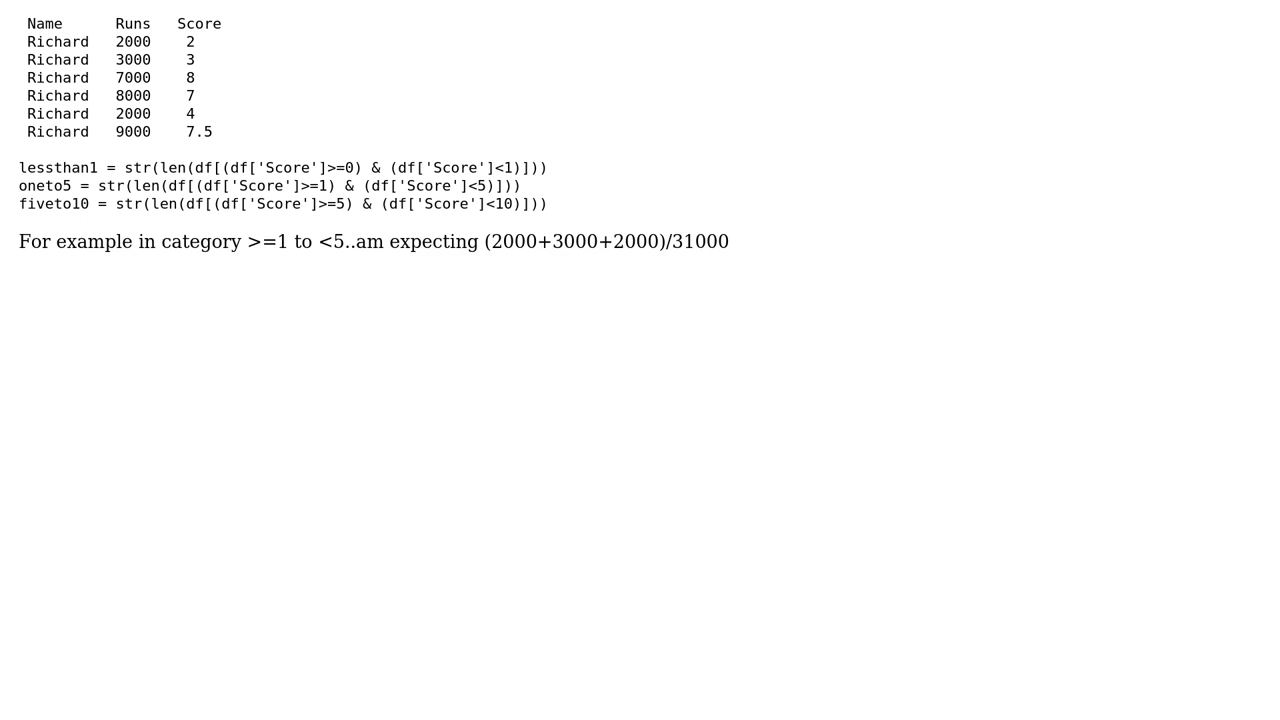 Name      Runs   Score
Richard   2000    2
Richard   3000    3
Richard   7000    8
Richard   8000    7
Richard   2000    4
Richard   9000    7.5
lessthan1 = str(len(df[(df['Score']>=0) & (df['Score']<1)]))
oneto5 = str(len(df[(df['Score']>=1) & (df['Score']<5)]))
fiveto10 = str(len(df[(df['Score']>=5) & (df['Score']<10)]))
For example in category >=1 to <5..am expecting (2000+3000+2000)/31000